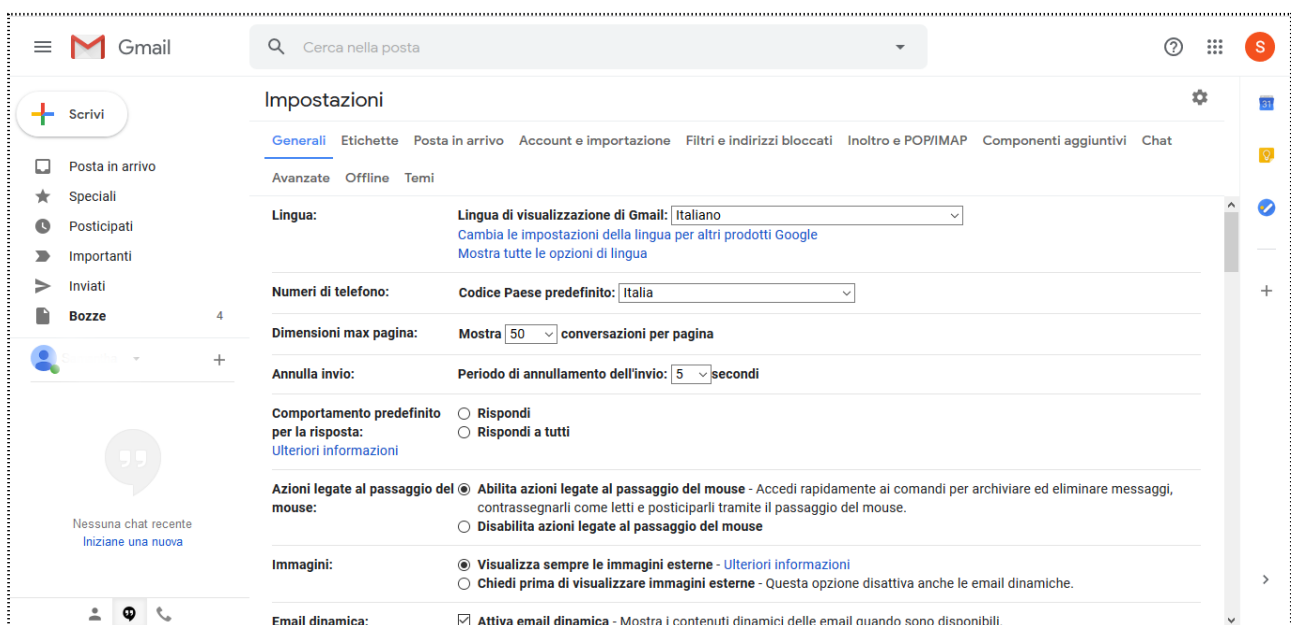 Gmail
Cerca nella posta
S
Scrivi
Posta in arrivo
Speciali
Posticipati
Importanti
Inviati
Bozze 4
Nessuna chat recente
Iniziane una nuova
Impostazioni
Generali Etichette Posta in arrivo Account e importazione Filtri e indirizzi bloccati Inoltro e POP/IMAP Componenti aggiuntivi Chat
Avanzate Offline Temi
Lingua: Lingua di visualizzazione di Gmail: Italiano
Cambia le impostazioni della lingua per altri prodotti Google
Mostra tutte le opzioni di lingua
Numeri di telefono: Codice Paese predefinito: Italia
Dimensioni max pagina: Mostra 50 conversazioni per pagina
Annulla invio: Periodo di annullamento dell'invio: 5 secondi
Comportamento predefinito per la risposta:
Ulteriori informazioni
Rispondi
Rispondi a tutti
Azioni legate al passaggio del mouse:
Abilita azioni legate al passaggio del mouse - Accedi rapidamente ai comandi per archiviare ed eliminare messaggi,
contrassegnarli come letti e posticiparli tramite il passaggio del mouse.
Disabilita azioni legate al passaggio del mouse
Immagini: Visualizza sempre le immagini esterne - Ulteriori informazioni
Chiedi prima di visualizzare immagini esterne - Questa opzione disattiva anche le email dinamiche.
Email dinamica: Attiva email dinamica - Mostra i contenuti dinamici delle email quando sono disponibili.
31